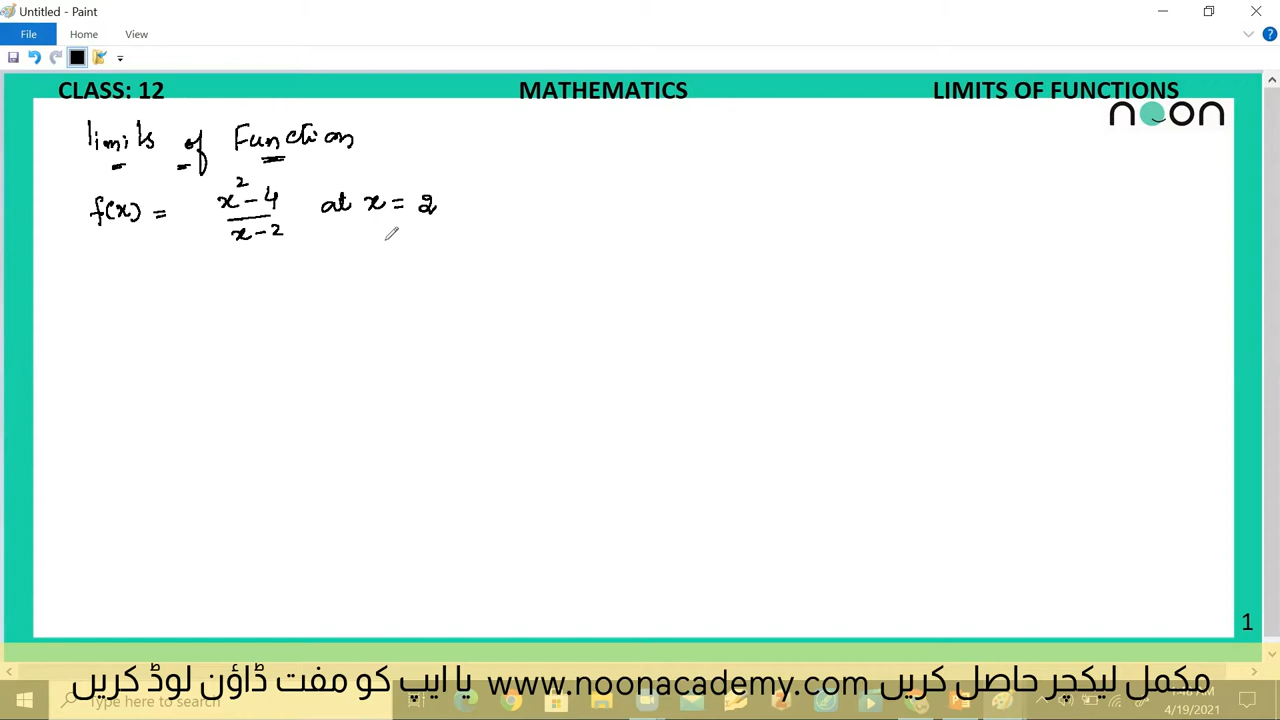 Untitled - Paint
File Home View
CLASS: 12 MATHEMATICS LIMITS OF FUNCTIONS
noon
limits of Function
f(x) = x² - 4 / x - 2 at x = 2
1
مکمل لیکچر حاصل کریں www.noonacademy.com یا ایپ کو مفت ڈاؤن لوڈ کریں
Type here to search
4/19/2021